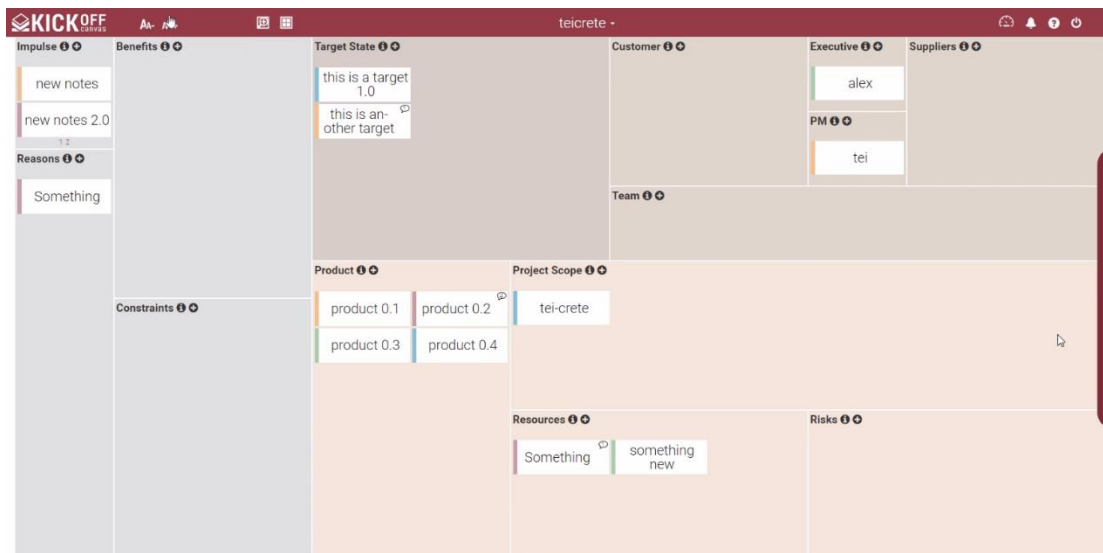 KICKOFF
canvas
AA-
teicrete
Impulse
new notes
new notes 2.0
Reasons
Something
Benefits
Constraints
Target State
this is a target
1.0
this is an-
other target
Customer
Executive
alex
PM
tei
Suppliers
Team
Product
product 0.1
product 0.2
product 0.3
product 0.4
Project Scope
tei-crete
Resources
Something
something
new
Risks